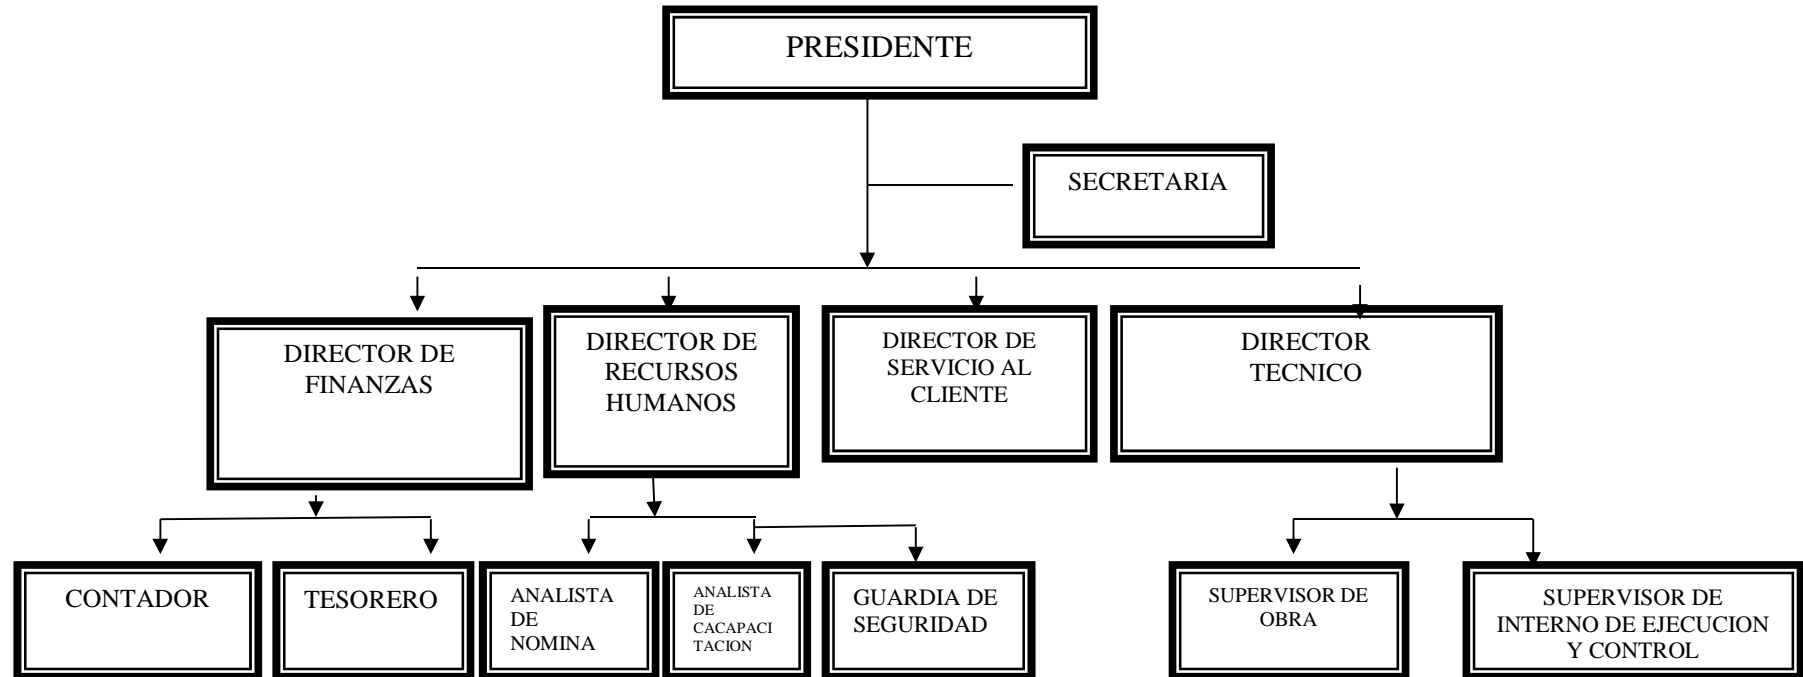 PRESIDENTE
SECRETARIA
DIRECTOR DE
FINANZAS
DIRECTOR DE
RECURSOS
HUMANOS
DIRECTOR DE
SERVICIO AL
CLIENTE
DIRECTOR
TECNICO
CONTADOR
TESORERO
ANALISTA
DE
NOMINA
ANALISTA
DE
CACAPACI
TACION
GUARDIA DE
SEGURIDAD
SUPERVISOR DE
OBRA
SUPERVISOR DE
INTERNO DE EJECUCION
Y CONTROL